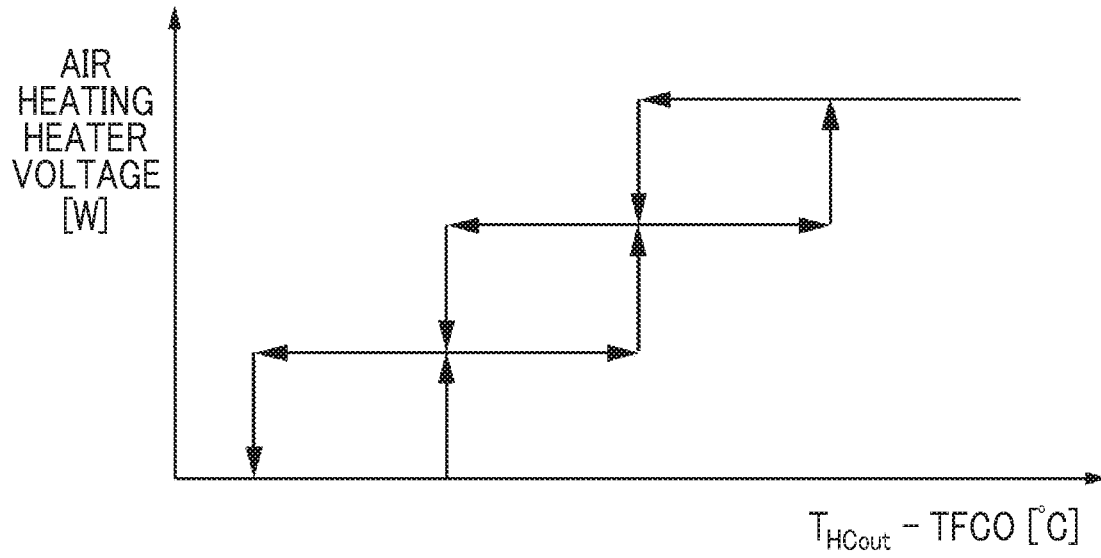 AIR
HEATING
HEATER
VOLTAGE
[W]
T_HCout - TFCO [°C]